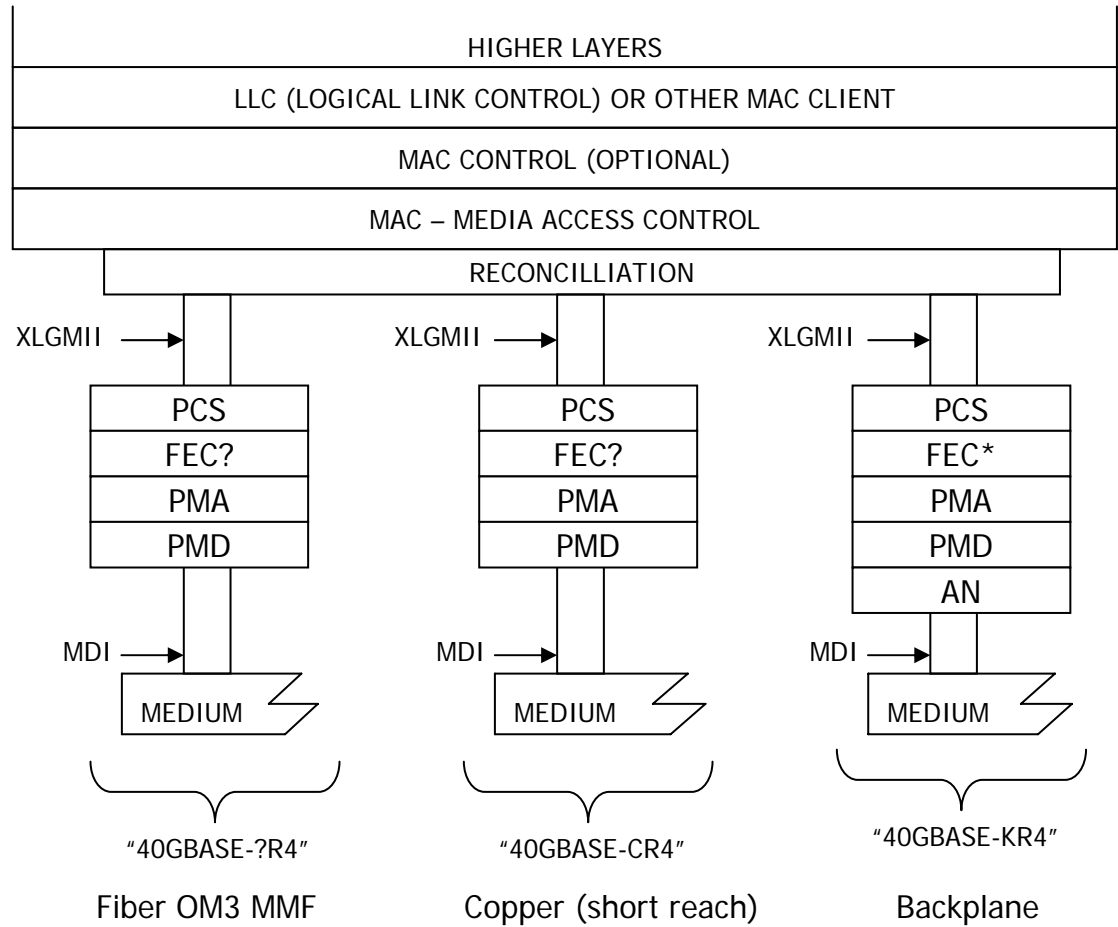 HIGHER LAYERS
LLC (LOGICAL LINK CONTROL) OR OTHER MAC CLIENT
MAC CONTROL (OPTIONAL)
MAC – MEDIA ACCESS CONTROL
RECONCILLIATION
XLGMII XLGMII XLGMII
PCS PCS PCS
FEC? FEC? FEC*
PMA PMA PMA
PMD PMD PMD
AN
MDI MDI MDI
MEDIUM MEDIUM MEDIUM
“40GBASE-?R4” “40GBASE-CR4” “40GBASE-KR4”
Fiber OM3 MMF Copper (short reach) Backplane